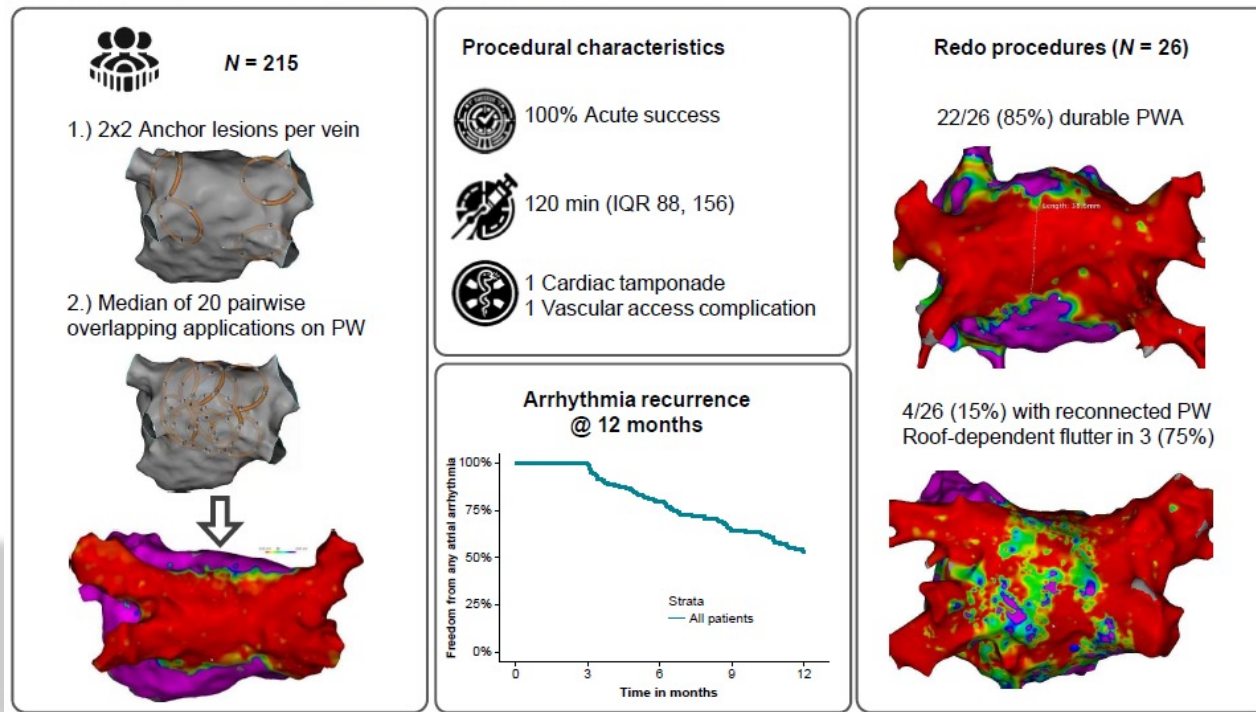 N = 215
1.) 2x2 Anchor lesions per vein
2.) Median of 20 pairwise
overlapping applications on PW
Procedural characteristics
100% Acute success
120 min (IQR 88, 156)
1 Cardiac tamponade
1 Vascular access complication
Arrhythmia recurrence
@ 12 months
Freedom from any atrial arrhythmia
100%
75%
50%
25%
0%
Strata
All patients
0 3 6 9 12
Time in months
Redo procedures (N = 26)
22/26 (85%) durable PWA
4/26 (15%) with reconnected PW
Roof-dependent flutter in 3 (75%)